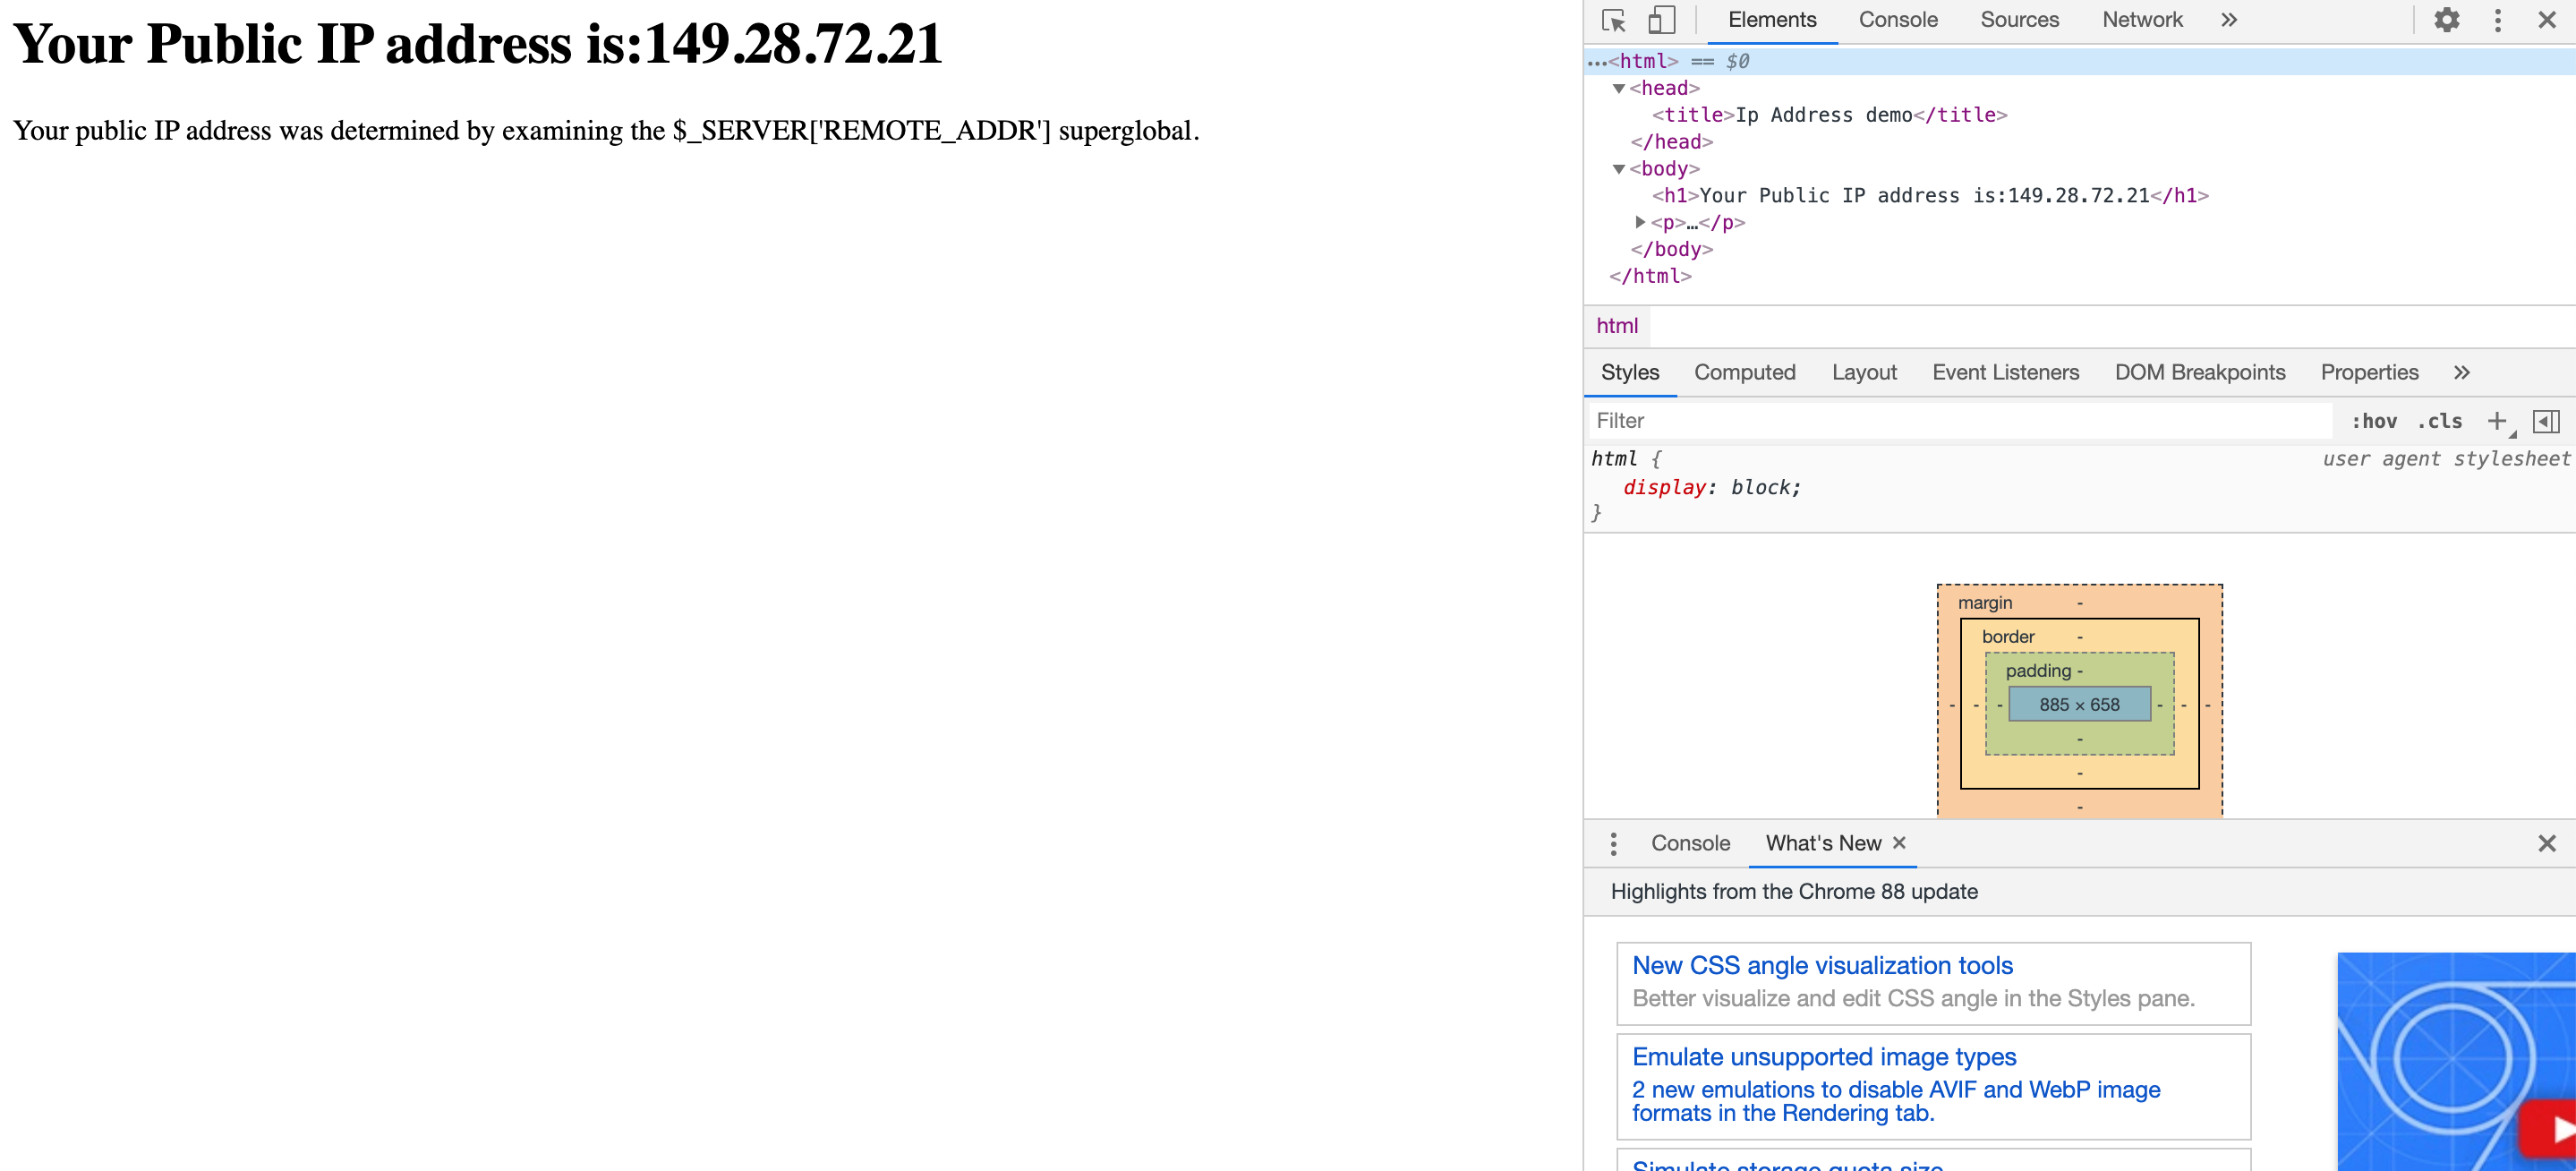 Your Public IP address is:149.28.72.21
Your public IP address was determined by examining the $_SERVER['REMOTE_ADDR'] superglobal.
Elements Console Sources Network »
…<html> == $0
<head>
<title>Ip Address demo</title>
</head>
<body>
<h1>Your Public IP address is:149.28.72.21</h1>
<p>…</p>
</body>
</html>
html
Styles Computed Layout Event Listeners DOM Breakpoints Properties »
Filter :hov .cls +
html { user agent stylesheet
display: block;
}
margin -
border -
padding -
- - - 885 × 658 - - -
-
-
-
Console What's New ×
Highlights from the Chrome 88 update
New CSS angle visualization tools
Better visualize and edit CSS angle in the Styles pane.
Emulate unsupported image types
2 new emulations to disable AVIF and WebP image
formats in the Rendering tab.
Simulate storage quota size